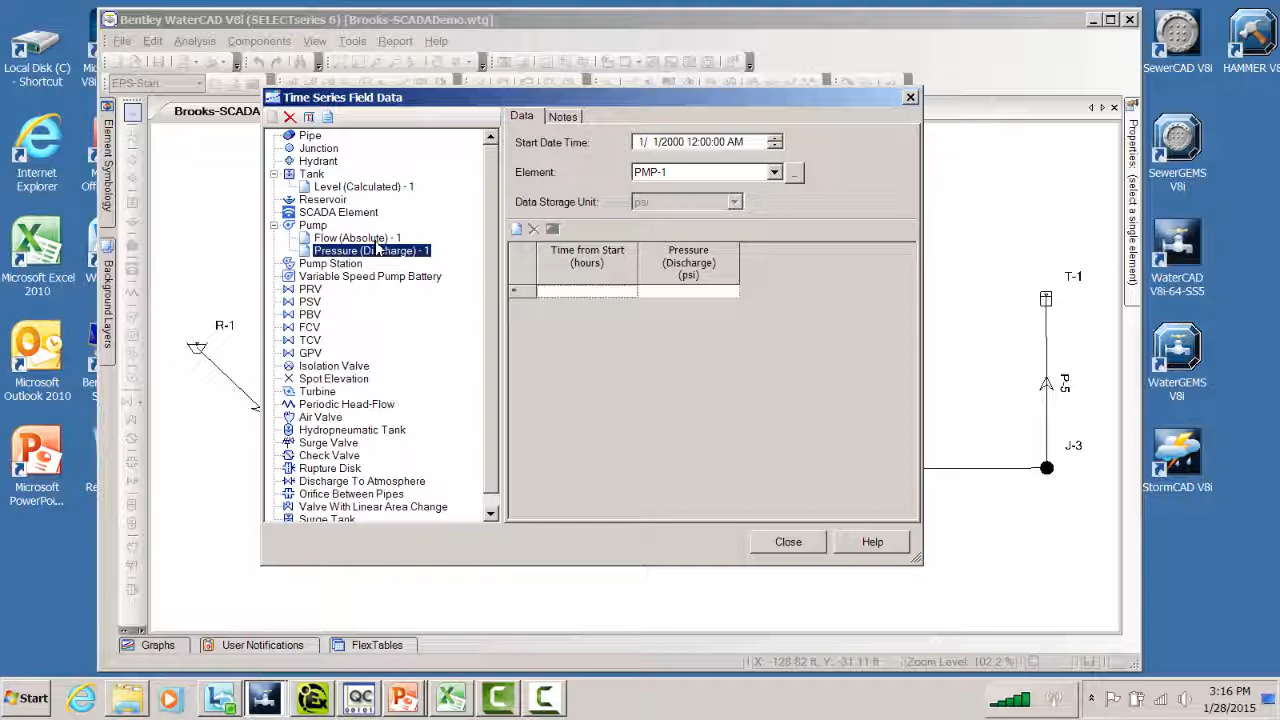 Bentley WaterCAD V8i (SELECTseries 6) [Brooks-SCADADemo.wtg]
File Edit Analysis Components View Tools Report Help
EPS-Start
Brooks-SCADA
Time Series Field Data
Pipe
Junction
Hydrant
Tank
Level (Calculated) - 1
Reservoir
SCADA Element
Pump
Flow (Absolute) - 1
Pressure (Discharge) - 1
Pump Station
Variable Speed Pump Battery
PRV
PSV
PBV
FCV
TCV
GPV
Isolation Valve
Spot Elevation
Turbine
Periodic Head-Flow
Air Valve
Hydropneumatic Tank
Surge Valve
Check Valve
Rupture Disk
Discharge To Atmosphere
Orifice Between Pipes
Valve With Linear Area Change
Surge Tank
Data Notes
Start Date Time: 1/ 1/2000 12:00:00 AM
Element: PMP-1 ...
Data Storage Unit: psi
Time from Start
(hours)
Pressure
(Discharge)
(psi)
*
Close Help
Element Symbology
Background Layers
Properties: (select a single element)
R-1
T-1
P-5
J-3
Graphs User Notifications FlexTables
X: -128.82 ft, Y: -31.11 ft Zoom Level: 102.2 %
Local Disk (C)
- Shortcut
Internet
Explorer
Microsoft Excel
2010
Microsoft
Outlook 2010
Microsoft
PowerPoi...
SewerCAD V8i
HAMMER V8
SewerGEMS
V8i
WaterCAD
V8i-64-SS5
WaterGEMS
V8i
StormCAD V8i
Start
3:16 PM
1/28/2015